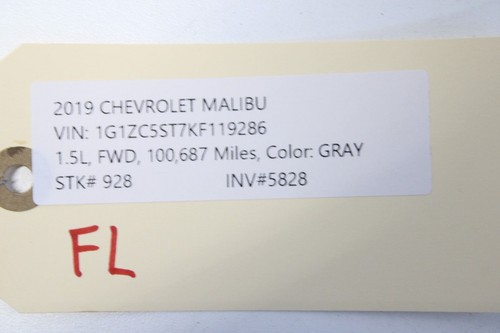 2019 CHEVROLET MALIBU
VIN: 1G1ZC5ST7KF119286
1.5L, FWD, 100,687 Miles, Color: GRAY
STK# 928 INV#5828
FL